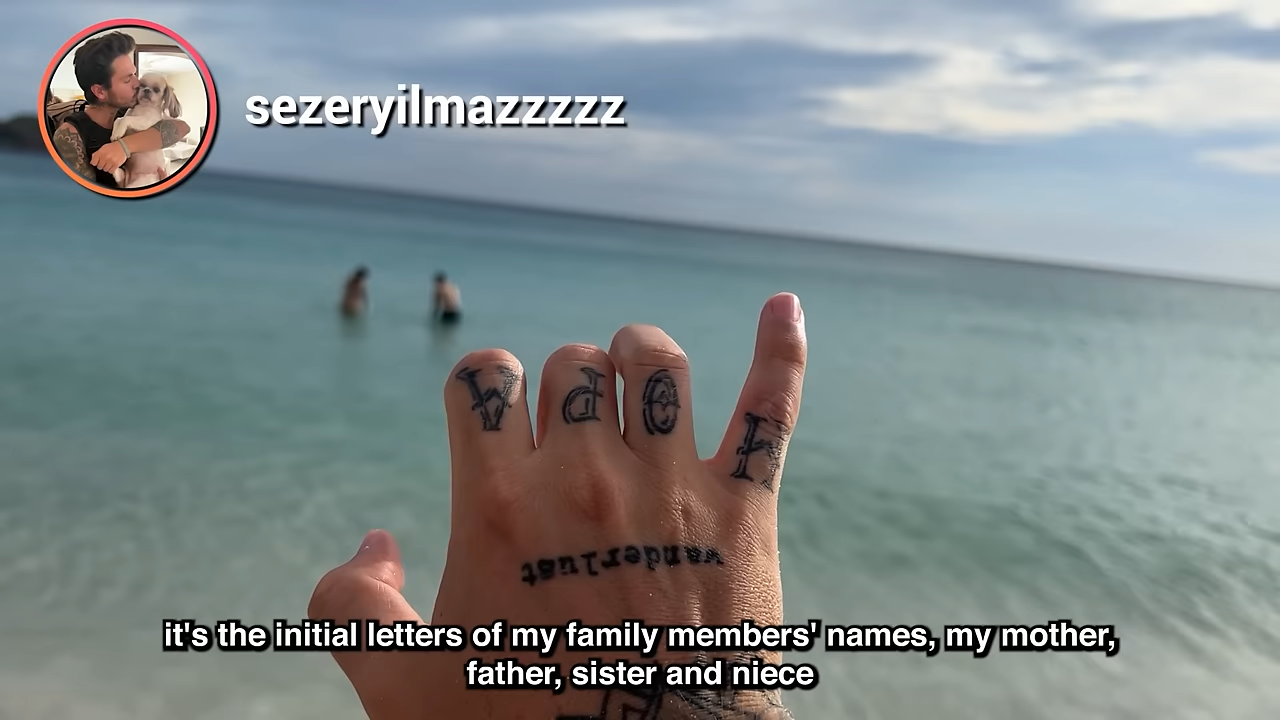 sezeryilmazzzzz
wanderlust
it's the initial letters of my family members' names, my mother,
father, sister and niece